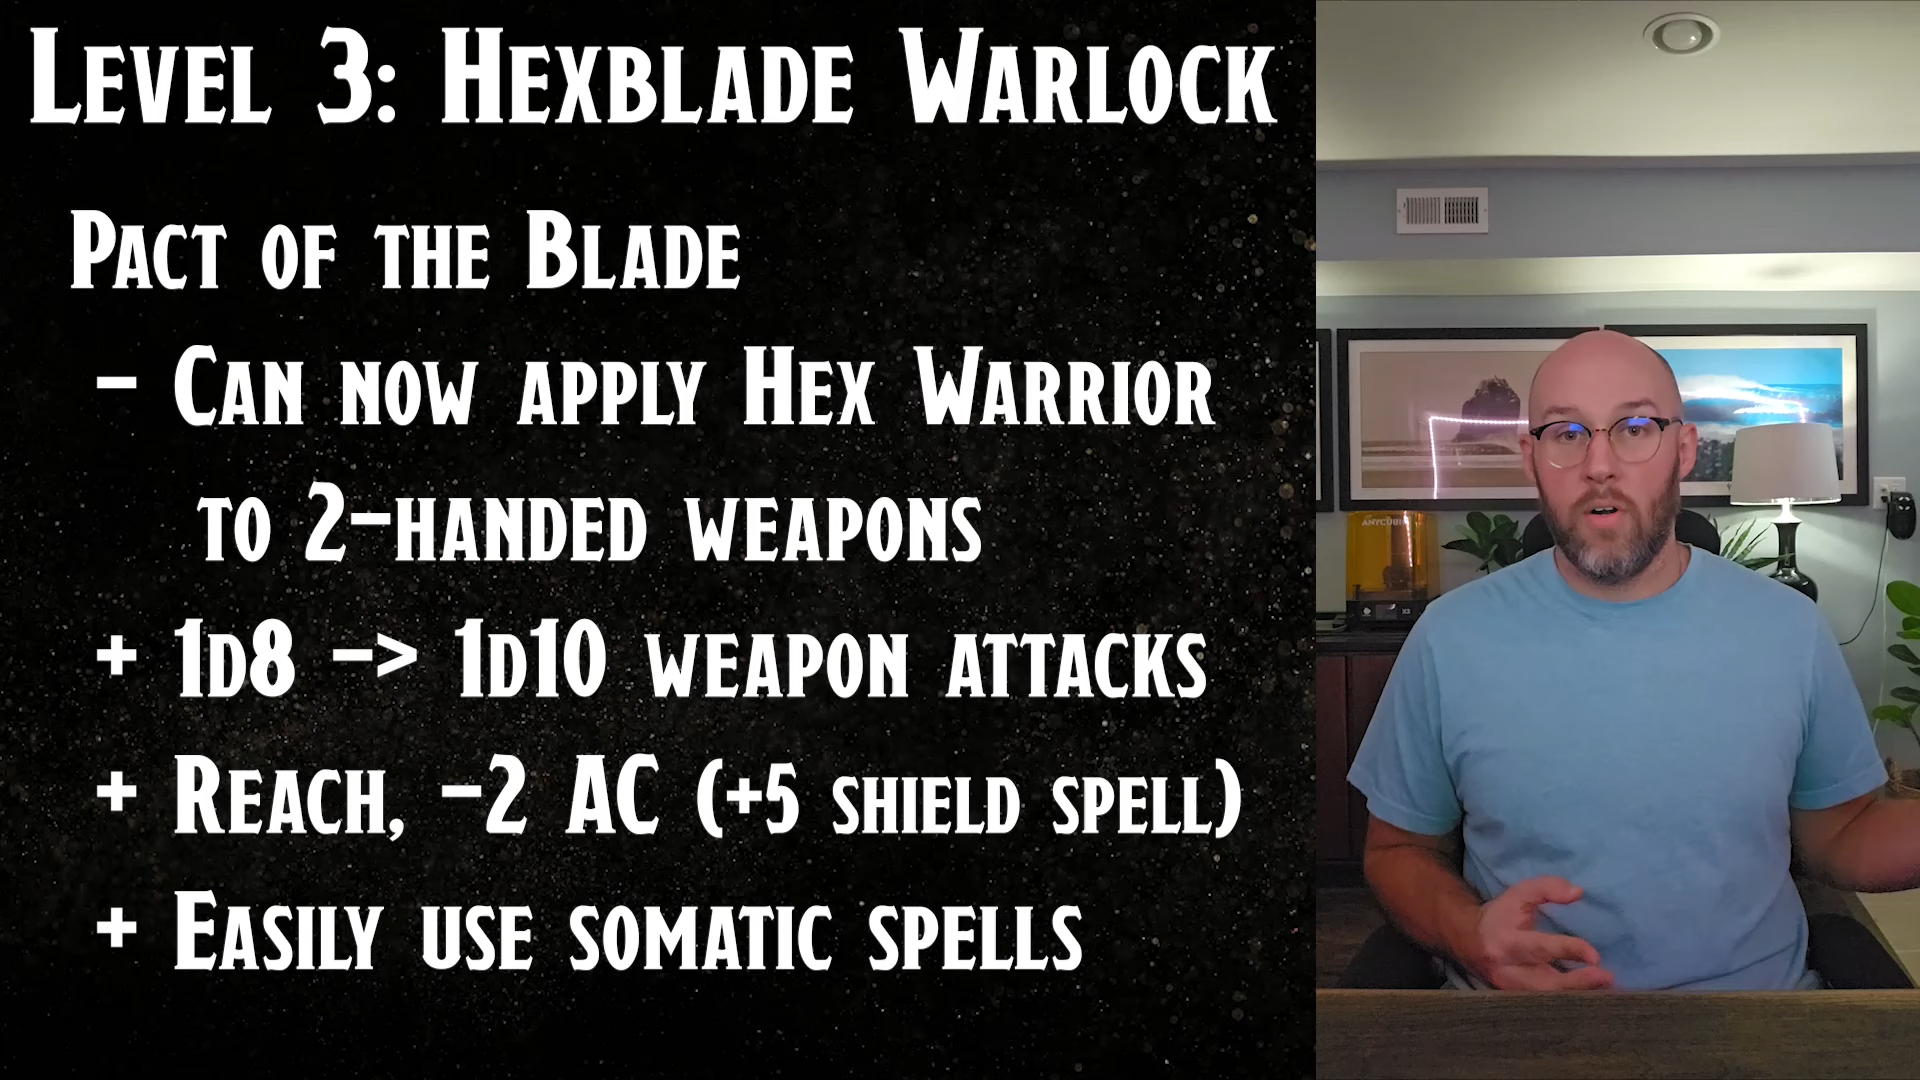 Level 3: Hexblade Warlock
Pact of the Blade
- Can now apply Hex Warrior
to 2-handed weapons
+ 1d8 -> 1d10 weapon attacks
+ Reach, -2 AC (+5 shield spell)
+ Easily use somatic spells
ANYCUBIC